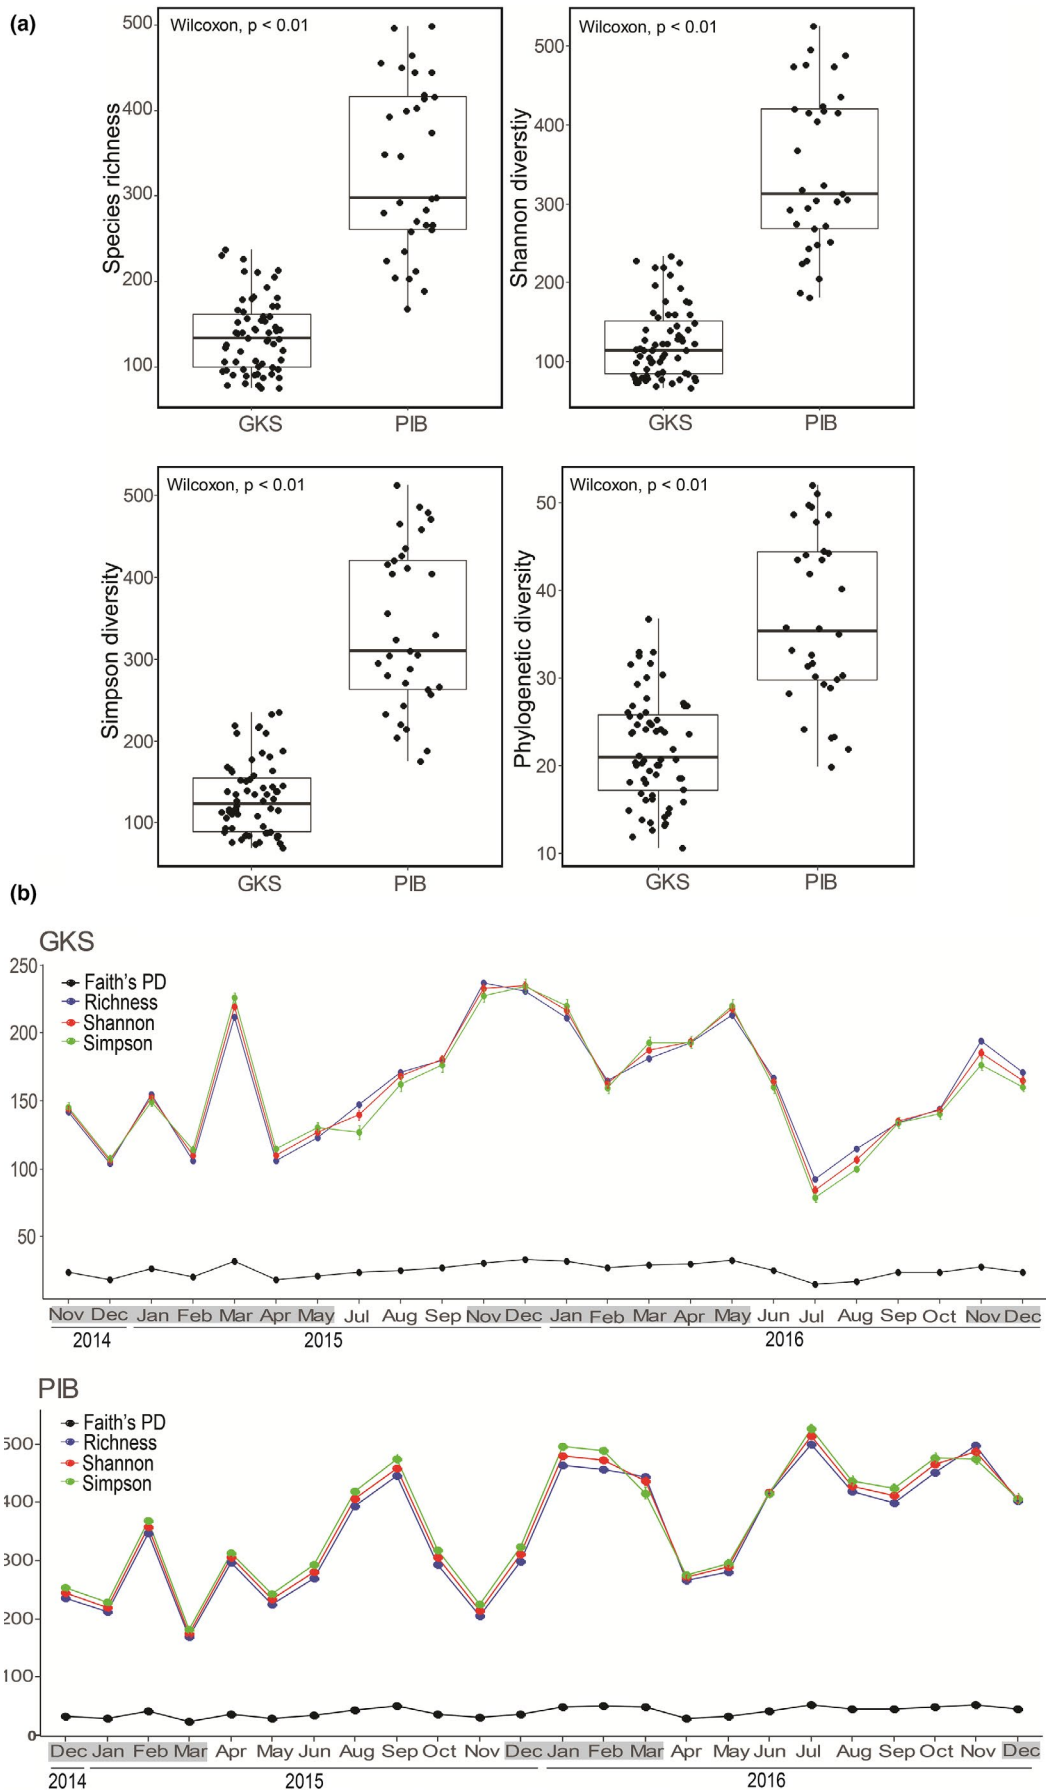 (a)
Wilcoxon, p < 0.01
Species richness
500
400
300
200
100
GKS PIB
Wilcoxon, p < 0.01
Shannon diverstiy
500
400
300
200
100
GKS PIB
Wilcoxon, p < 0.01
Simpson diversity
500
400
300
200
100
GKS PIB
Wilcoxon, p < 0.01
Phylogenetic diversity
50
40
30
20
10
GKS PIB
(b)
GKS
250
200
150
100
50
Faith's PD
Richness
Shannon
Simpson
Nov Dec Jan Feb Mar Apr May Jul Aug Sep Nov Dec Jan Feb Mar Apr May Jun Jul Aug Sep Oct Nov Dec
2014 2015 2016
PIB
500
400
300
200
100
0
Faith's PD
Richness
Shannon
Simpson
Dec Jan Feb Mar Apr May Jun Aug Sep Oct Nov Dec Jan Feb Mar Apr May Jun Jul Aug Sep Oct Nov Dec
2014 2015 2016